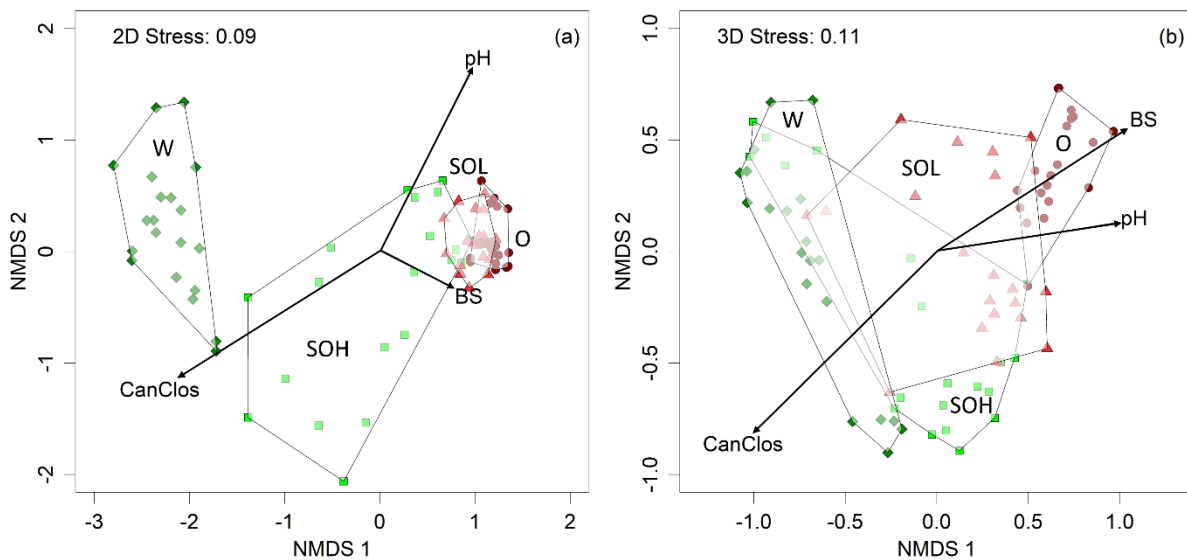 2D Stress: 0.09
(a)
pH
W
SOL
O
BS
SOH
CanClos
2
1
0
-1
-2
NMDS 2
-3
-2
-1
0
1
2
NMDS 1
3D Stress: 0.11
(b)
W
BS
O
SOL
pH
SOH
CanClos
1.0
0.5
0.0
-0.5
-1.0
NMDS 2
-1.0
-0.5
0.0
0.5
1.0
NMDS 1